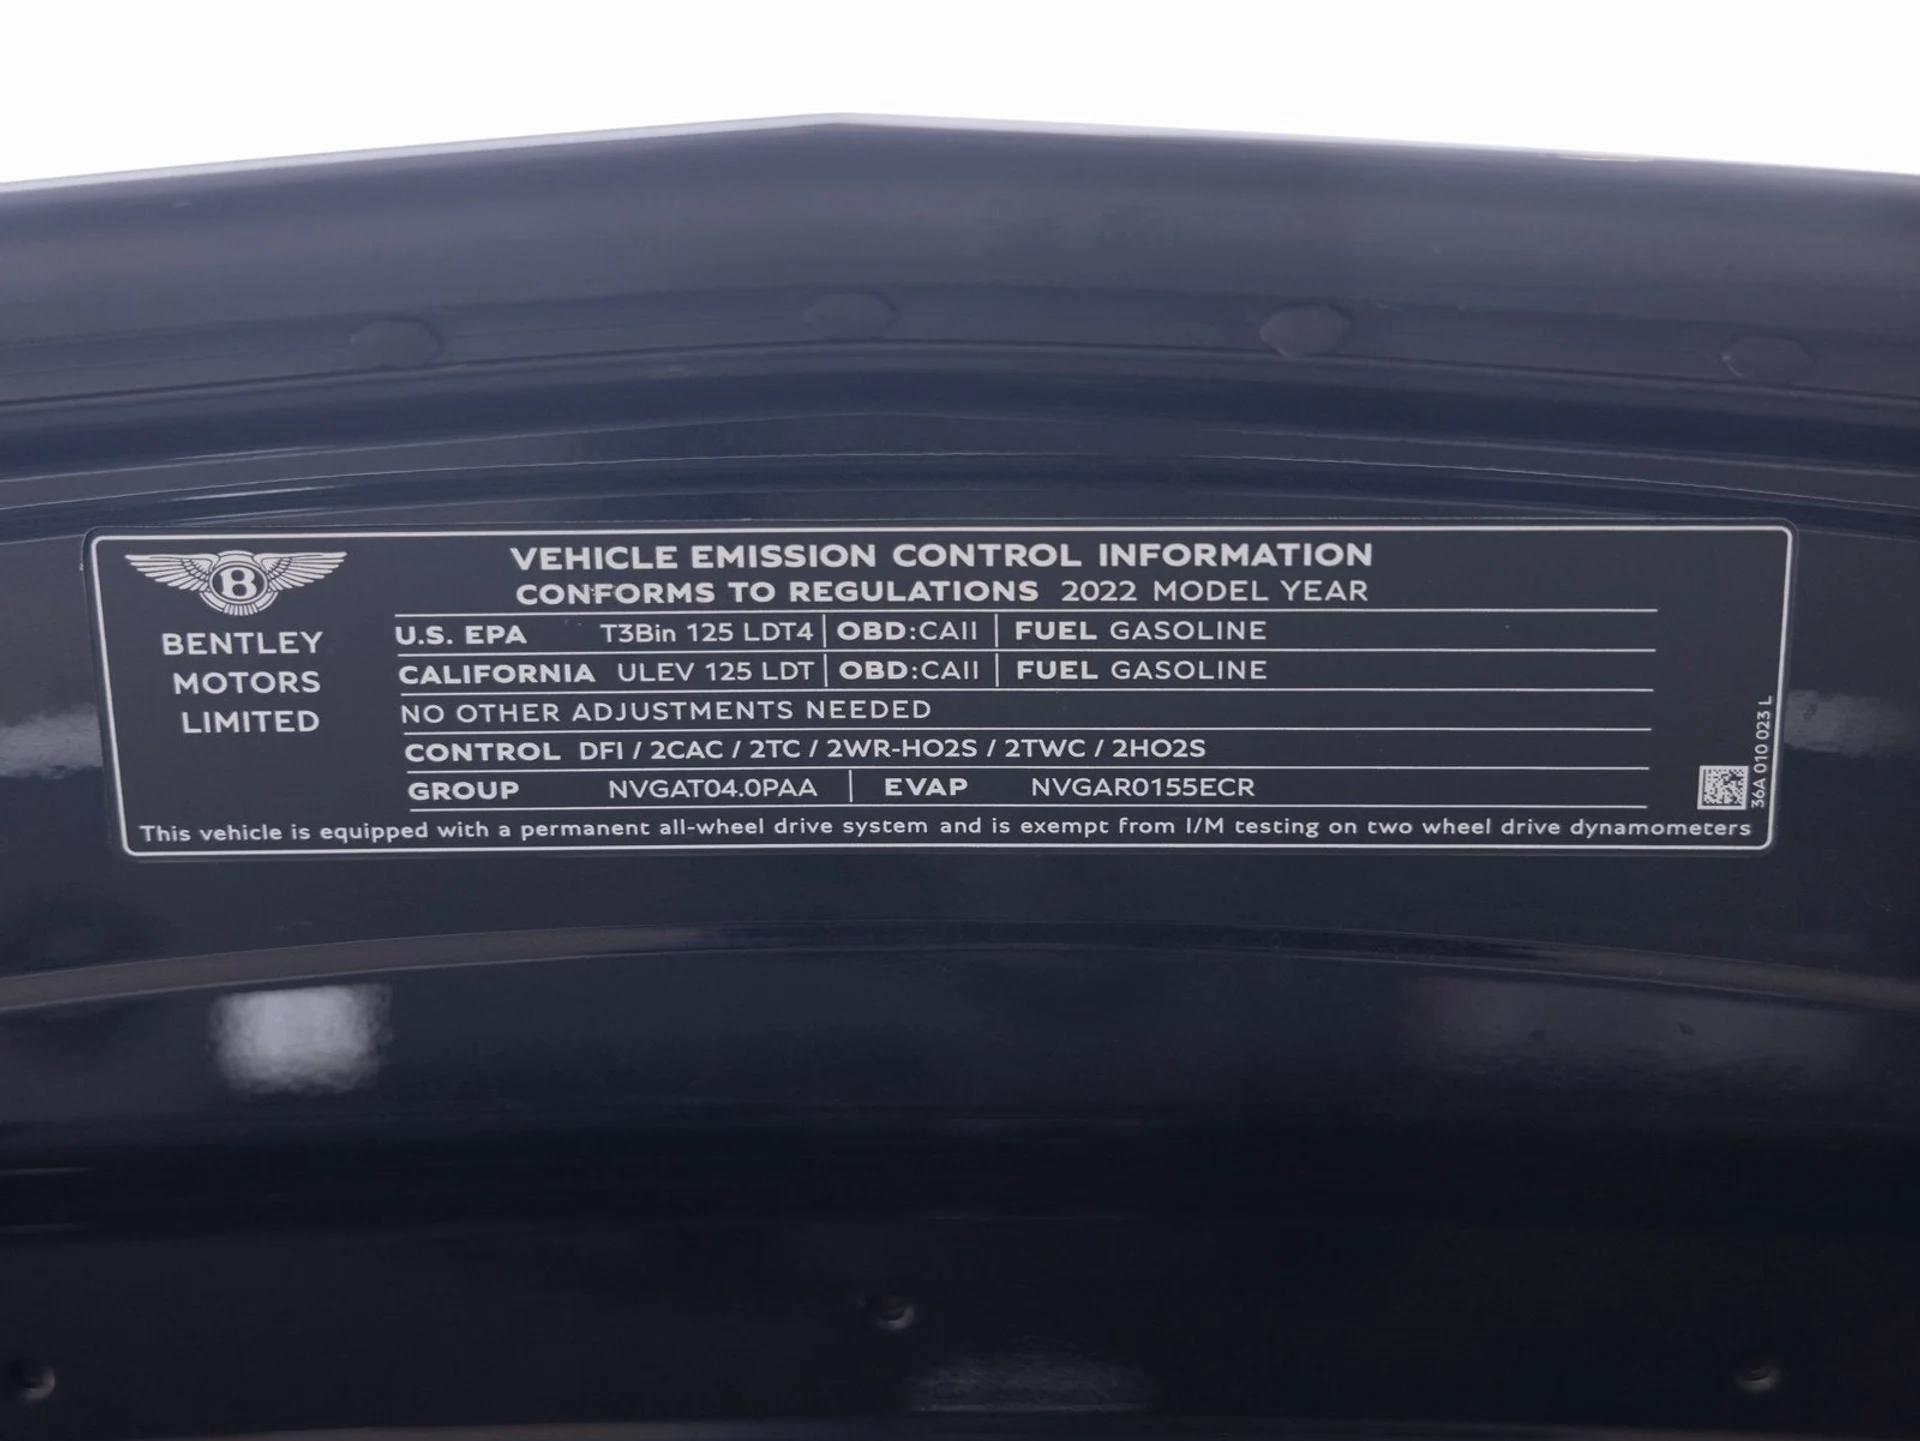 VEHICLE EMISSION CONTROL INFORMATION
CONFORMS TO REGULATIONS 2022 MODEL YEAR
B
BENTLEY
MOTORS
LIMITED
U.S. EPA T3Bin 125 LDT4 | OBD:CAII | FUEL GASOLINE
CALIFORNIA ULEV 125 LDT | OBD:CAII | FUEL GASOLINE
NO OTHER ADJUSTMENTS NEEDED
CONTROL DFI / 2CAC / 2TC / 2WR-HO2S / 2TWC / 2HO2S
GROUP NVGAT04.0PAA | EVAP NVGAR0155ECR
This vehicle is equipped with a permanent all-wheel drive system and is exempt from I/M testing on two wheel drive dynamometers
36A 010 023 L